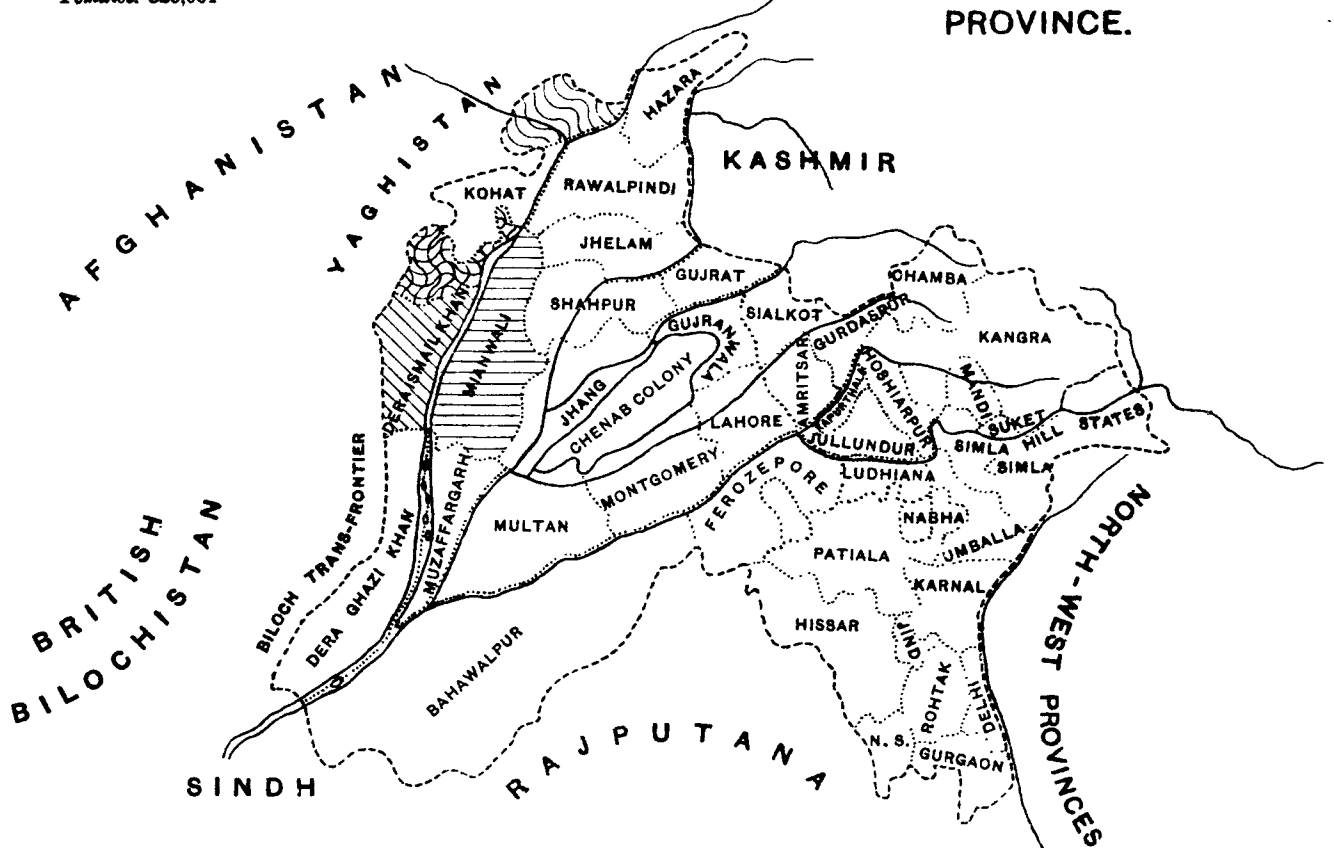 PROVINCE.
AFGHANISTAN
YAGHISTAN
HAZARA
KASHMIR
KOHAT
RAWALPINDI
JHELAM
GUJRAT
CHAMBA
SHAHPUR
SIALKOT
GURDASPUR
KANGRA
DERA ISMAIL KHAN
MIANWALI
GUJRANWALA
AMRITSAR
KAPURTHALA
HOSHIARPUR
MANDI
JHANG
CHENAB COLONY
LAHORE
JULLUNDUR
SUKET
SIMLA HILL STATES
SIMLA
LUDHIANA
MONTGOMERY
FEROZEPORE
BILOCH TRANS-FRONTIER
MUZAFFARGARH
MULTAN
NABHA
UMBALLA
PATIALA
KARNAL
NORTH-WEST PROVINCES
BRITISH
BILOCHISTAN
DERA GHAZI KHAN
HISSAR
JIND
BAHAWALPUR
ROHTAK
DELHI
N. S.
GURGAON
RAJPUTANA
SINDH